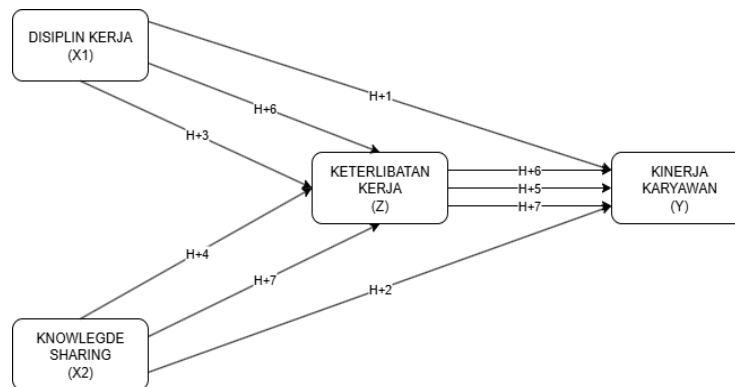 DISIPLIN KERJA
(X1)
H+1
H+6
H+3
KETERLIBATAN
KERJA
(Z)
H+6
H+5
H+7
KINERJA
KARYAWAN
(Y)
H+4
H+7
H+2
KNOWLEGDE
SHARING
(X2)